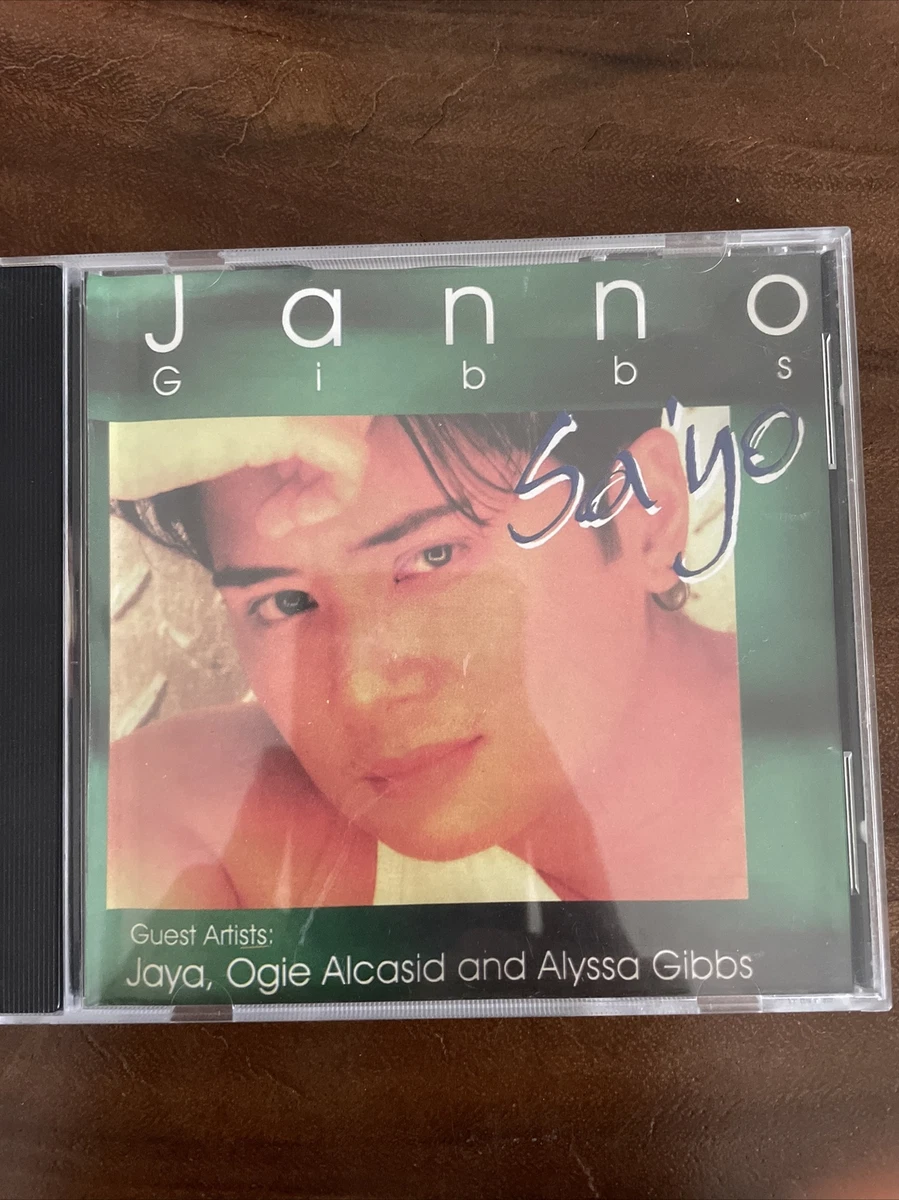 Janno
Gibbs
Sa'yo
Guest Artists:
Jaya, Ogie Alcasid and Alyssa Gibbs